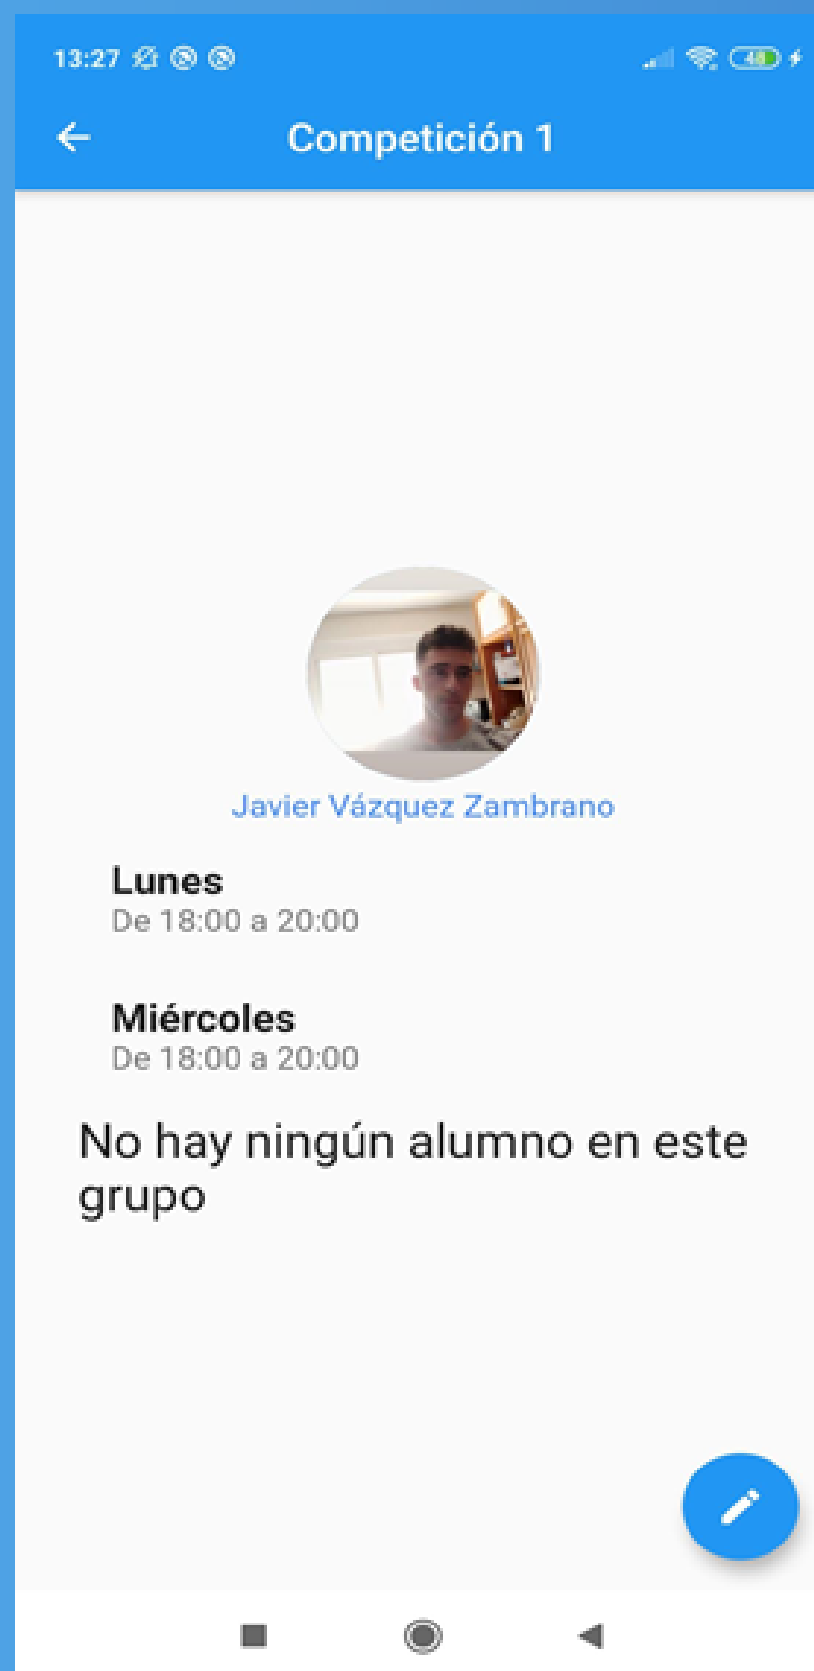 13:27
48
Competición 1
Javier Vázquez Zambrano
Lunes
De 18:00 a 20:00
Miércoles
De 18:00 a 20:00
No hay ningún alumno en este
grupo